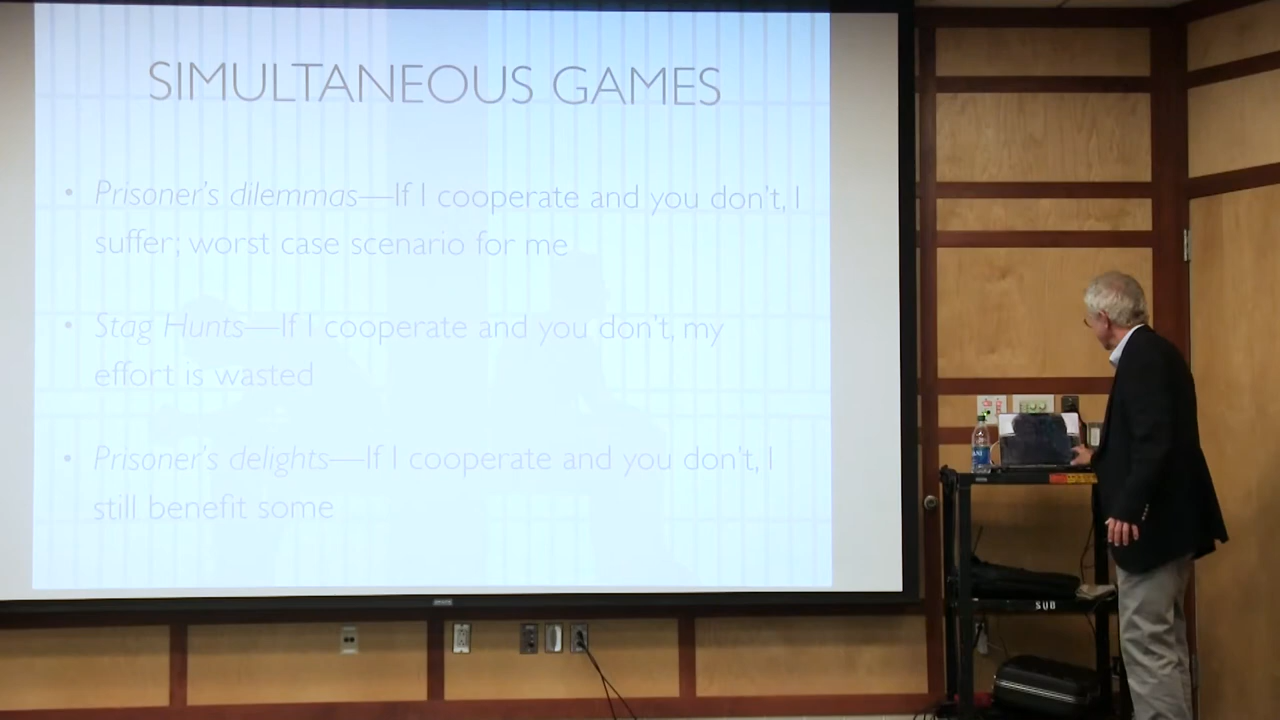 SIMULTANEOUS GAMES
• Prisoner's dilemmas—If I cooperate and you don't, I
suffer; worst case scenario for me
• Stag Hunts—If I cooperate and you don't, my
effort is wasted
• Prisoner's delights—If I cooperate and you don't, I
still benefit some
SUB